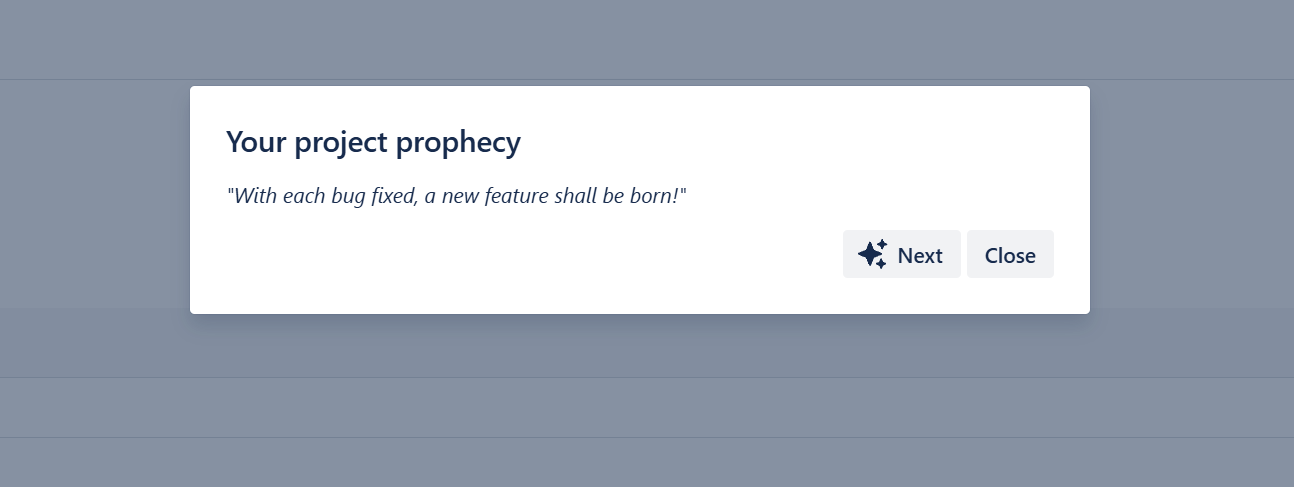 Your project prophecy
"With each bug fixed, a new feature shall be born!"
Next
Close